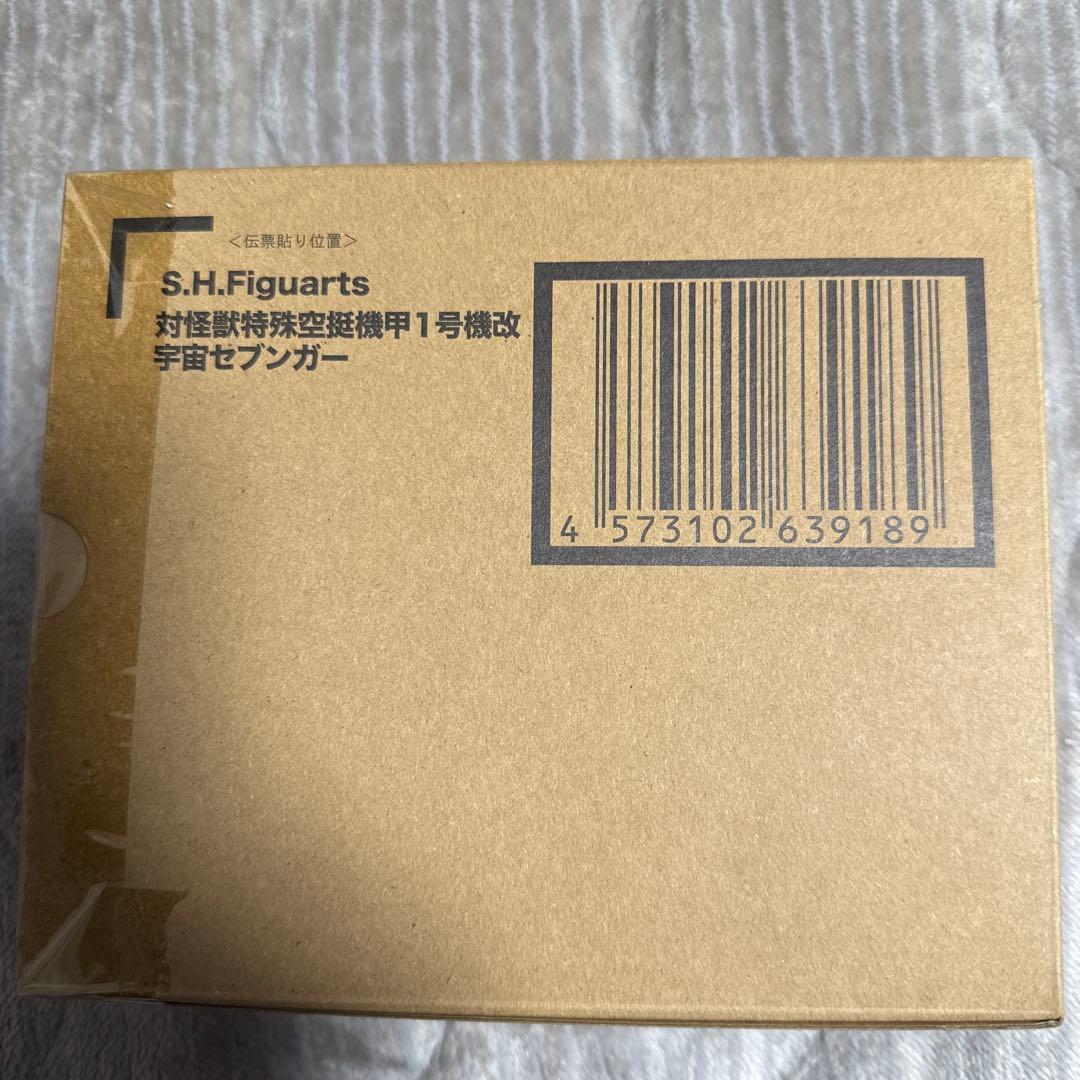 <伝票貼り位置>
S.H.Figuarts
対怪獣特殊空挺機甲1号機改
宇宙セブンガー
4 573102 639189